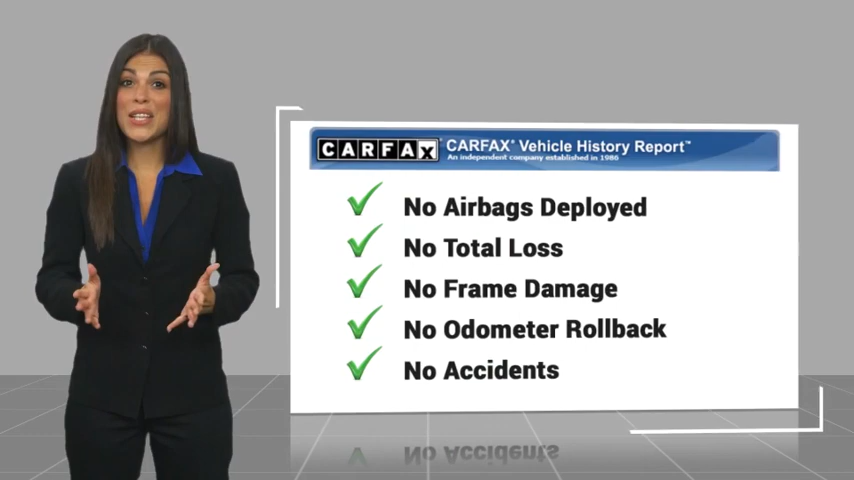 CARFAX CARFAX® Vehicle History Report™
An independent company established in 1986
No Airbags Deployed
No Total Loss
No Frame Damage
No Odometer Rollback
No Accidents
No Accidents